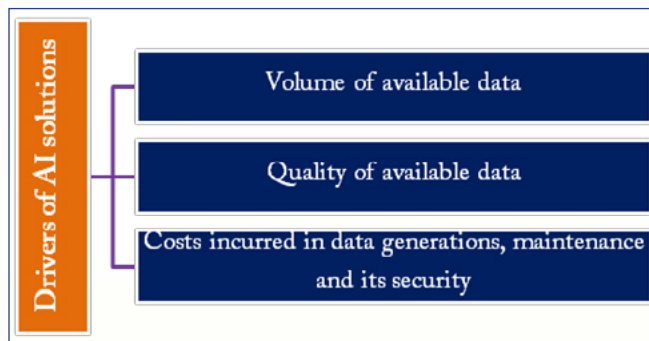 Drivers of AI solutions
Volume of available data
Quality of available data
Costs incurred in data generations, maintenance
and its security